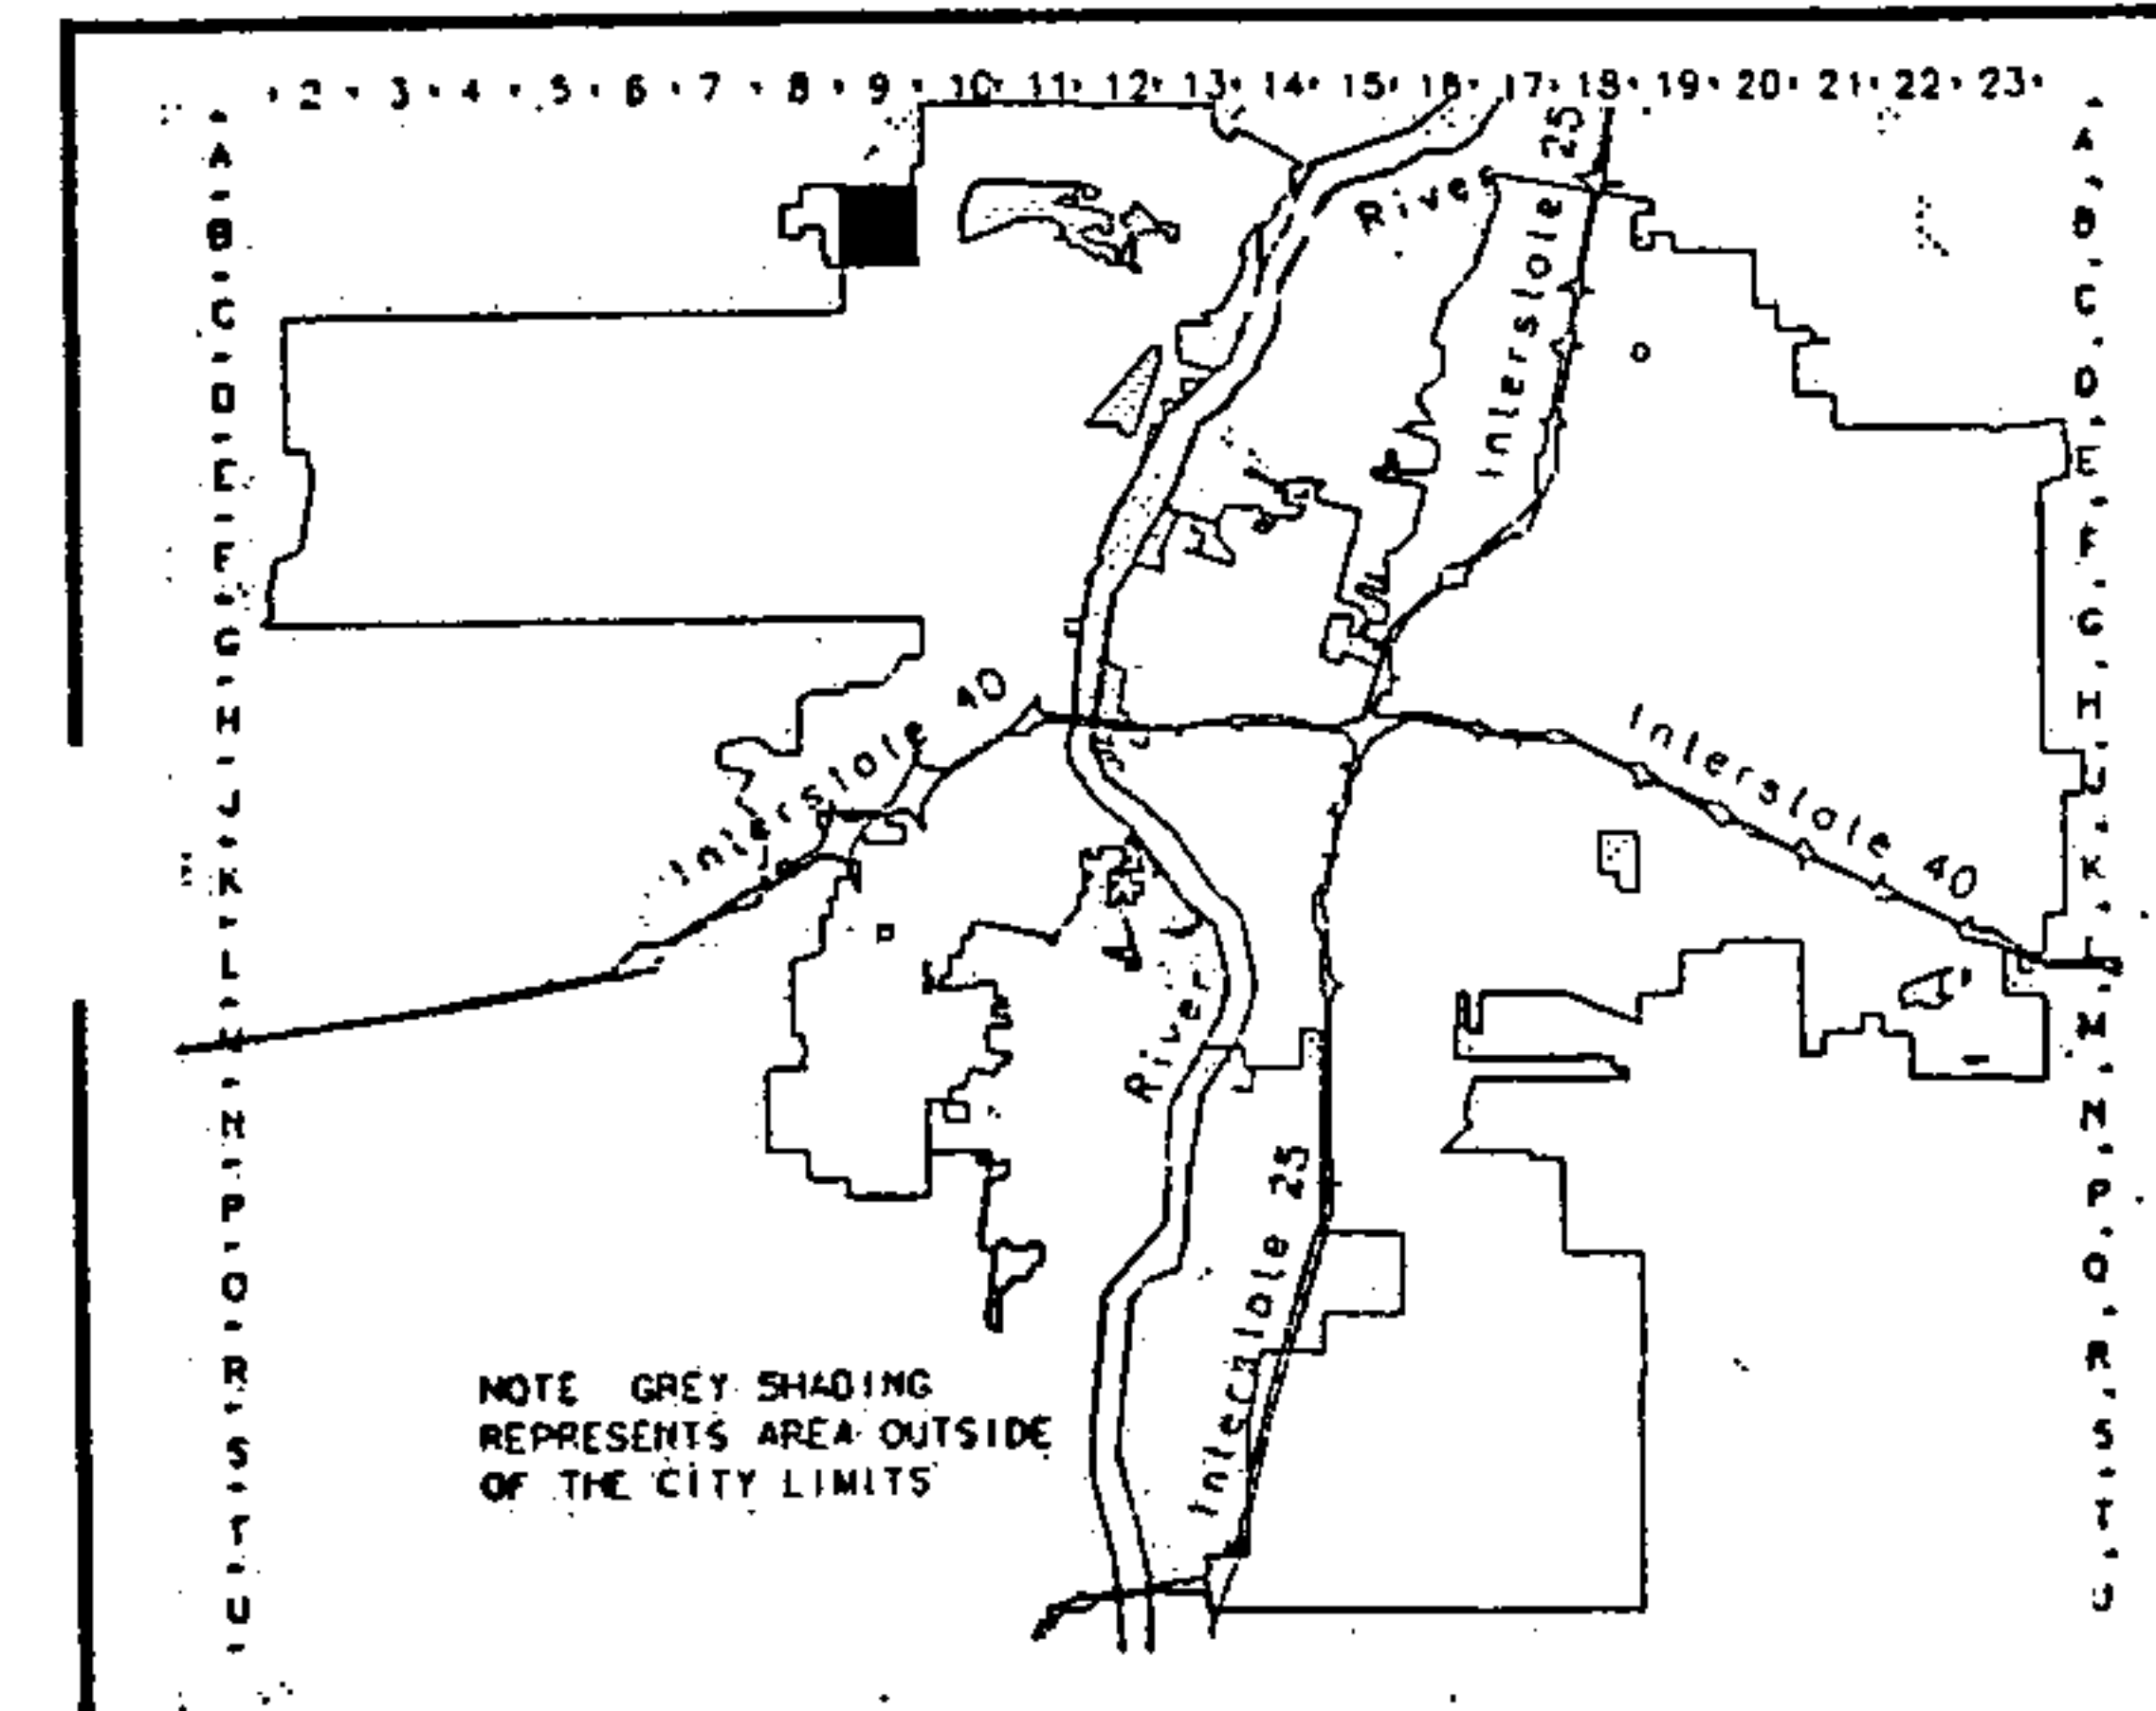 2 3 4 5 6 7 8 9 10 11 12 13 14 15 16 17 18 19 20 21 22 23
A
B
C
D
E
F
G
H
J
K
L
M
N
P
Q
R
S
T
U
River
Interstate 25
Interstate 40
Interstate 40
River
Interstate 25
NOTE GREY SHADING
REPRESENTS AREA OUTSIDE
OF THE CITY LIMITS
A
B
C
D
E
F
G
H
J
K
L
M
N
P
Q
R
S
T
U